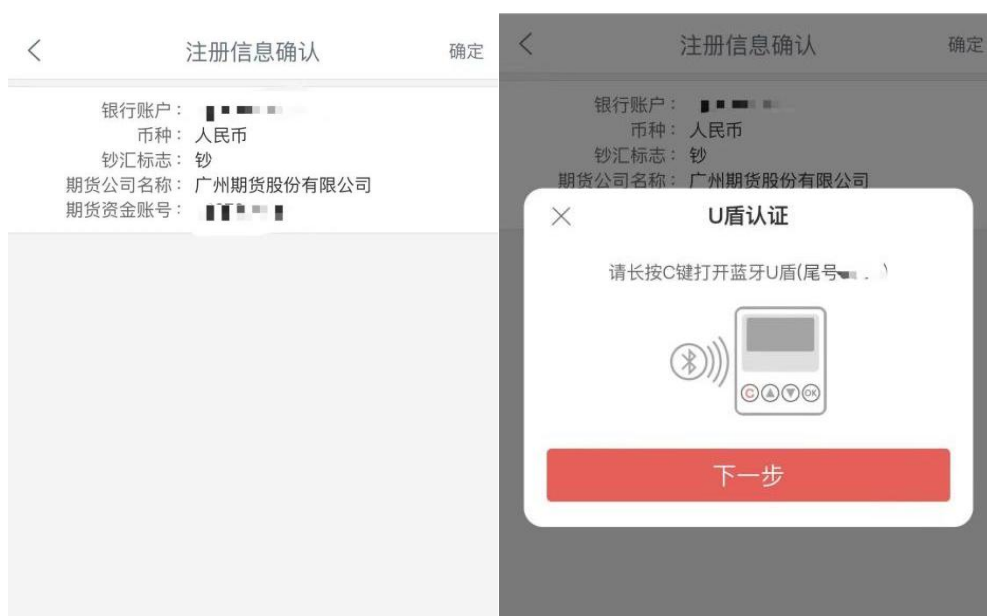 注册信息确认
确定
银行账户：
币种：人民币
钞汇标志：钞
期货公司名称：广州期货股份有限公司
期货资金账号：
注册信息确认
确定
银行账户：
币种：人民币
钞汇标志：钞
期货公司名称：广州期货股份有限公司
U盾认证
请长按C键打开蓝牙U盾(尾号 )
C
OK
下一步